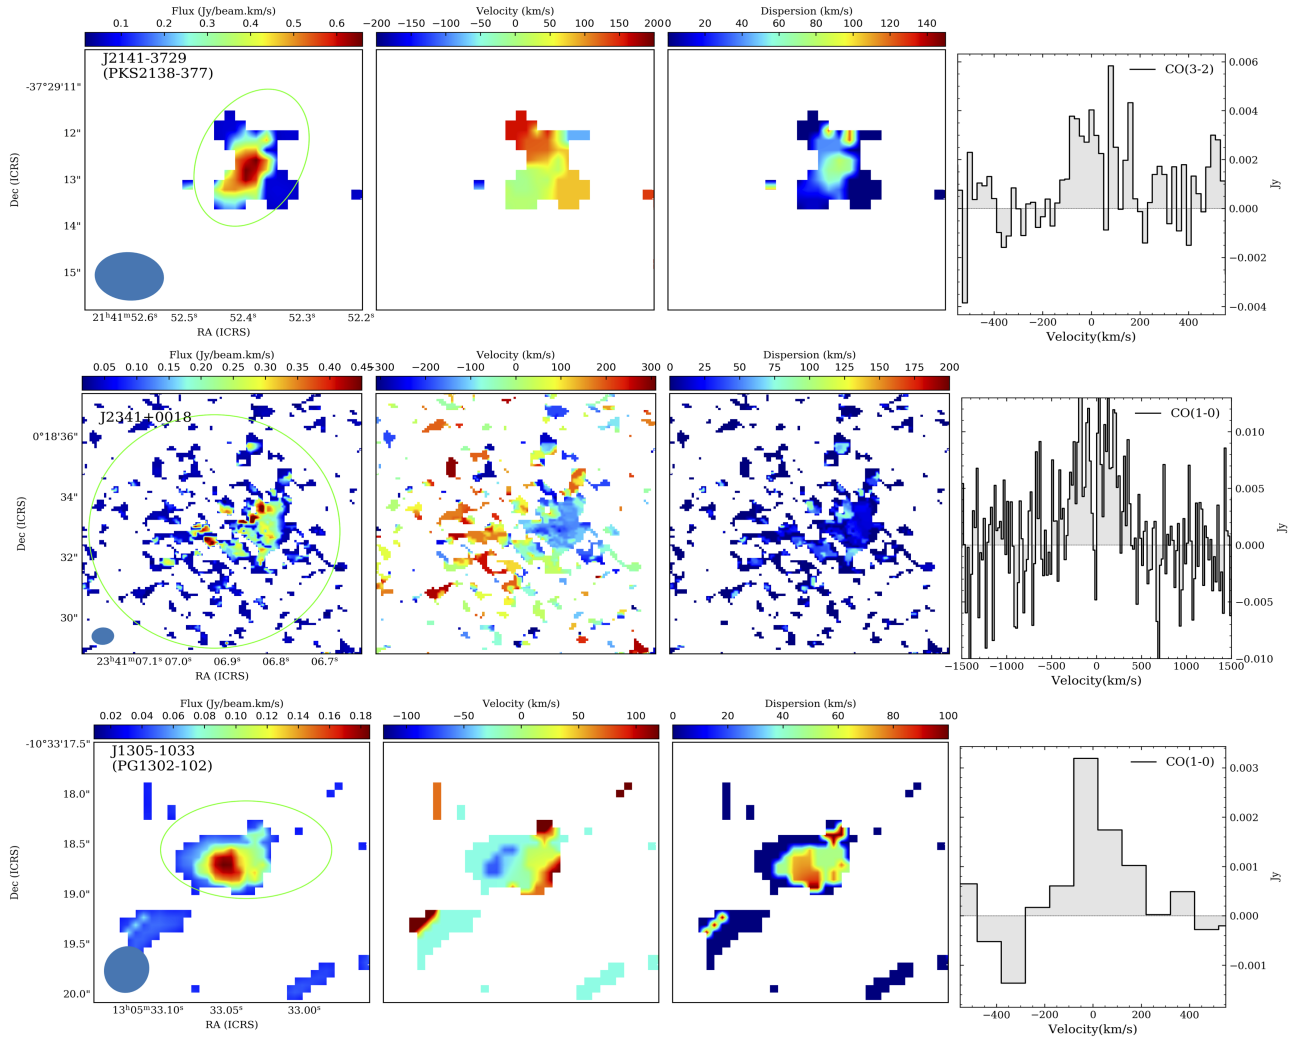 Flux (Jy/beam.km/s) Velocity (km/s) Dispersion (km/s)
0.1 0.2 0.3 0.4 0.5 0.6 −200 −150 −100 −50 0 50 100 150 200 0 20 40 60 80 100 120 140
J2141-3729
(PKS2138-377)
CO(3-2)
-37°29'11"
12"
13"
14"
15"
Dec (ICRS)
21ʰ41ᵐ52.6ˢ 52.5ˢ 52.4ˢ 52.3ˢ 52.2ˢ
RA (ICRS)
0.006
0.004
0.002
0.000
−0.002
−0.004
Jy
−400 −200 0 200 400
Velocity(km/s)
Flux (Jy/beam.km/s) Velocity (km/s) Dispersion (km/s)
0.05 0.10 0.15 0.20 0.25 0.30 0.35 0.40 0.45 −300 −200 −100 0 100 200 300 0 25 50 75 100 125 150 175 200
J2341+0018
CO(1-0)
0°18'36"
34"
32"
30"
Dec (ICRS)
23ʰ41ᵐ07.1ˢ 07.0ˢ 06.9ˢ 06.8ˢ 06.7ˢ
RA (ICRS)
0.010
0.005
0.000
−0.005
−0.010
Jy
−1500 −1000 −500 0 500 1000 1500
Velocity(km/s)
Flux (Jy/beam.km/s) Velocity (km/s) Dispersion (km/s)
0.02 0.04 0.06 0.08 0.10 0.12 0.14 0.16 0.18 −100 −50 0 50 100 0 20 40 60 80 100
J1305-1033
(PG1302-102)
CO(1-0)
-10°33'17.5"
18.0"
18.5"
19.0"
19.5"
20.0"
Dec (ICRS)
13ʰ05ᵐ33.10ˢ 33.05ˢ 33.00ˢ
RA (ICRS)
0.003
0.002
0.001
0.000
−0.001
Jy
−400 −200 0 200 400
Velocity(km/s)